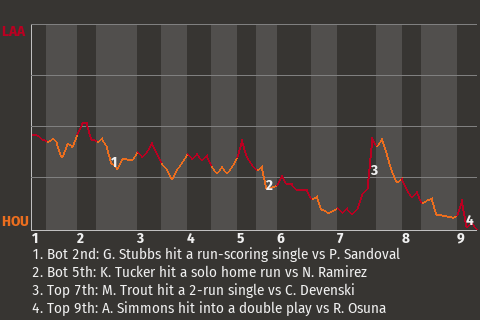 LAA
1
2
3
4
HOU
1 2 3 4 5 6 7 8 9
1. Bot 2nd: G. Stubbs hit a run-scoring single vs P. Sandoval
2. Bot 5th: K. Tucker hit a solo home run vs N. Ramirez
3. Top 7th: M. Trout hit a 2-run single vs C. Devenski
4. Top 9th: A. Simmons hit into a double play vs R. Osuna